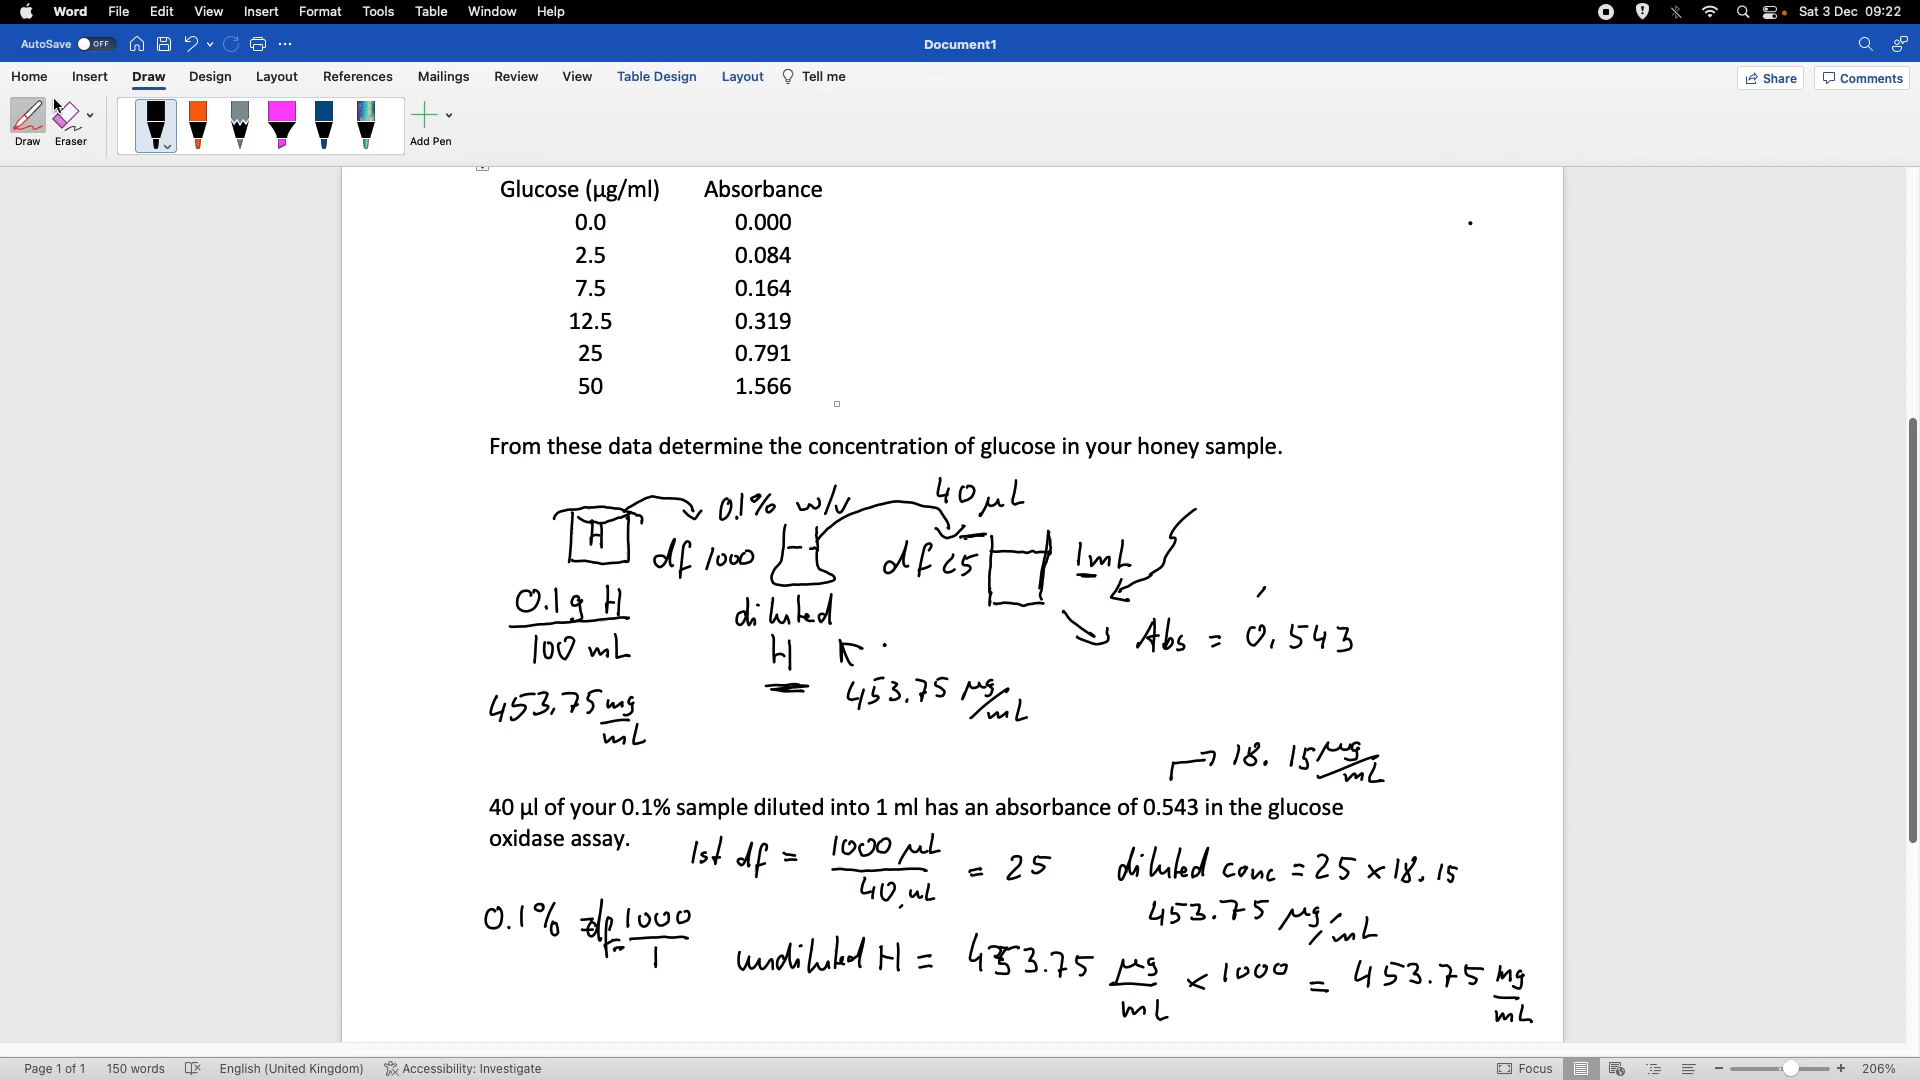 Word File Edit View Insert Format Tools Table Window Help Sat 3 Dec 09:22
AutoSave OFF Document1
Home Insert Draw Design Layout References Mailings Review View Table Design Layout Tell me Share Comments
Draw Eraser Add Pen
Glucose (µg/ml) Absorbance
0.0 0.000
2.5 0.084
7.5 0.164
12.5 0.319
25 0.791
50 1.566
From these data determine the concentration of glucose in your honey sample.
0.1% w/v 40 µL
H df 1000 df 25 1mL
0.1g H
100 mL
diluted
H
Abs = 0,543
453.75 µg/mL
453,75 mg
mL
18.15 µg/mL
40 µl of your 0.1% sample diluted into 1 ml has an absorbance of 0.543 in the glucose
oxidase assay.
1st df = 1000 µL
40 uL
= 25
diluted conc = 25 × 18.15
453.75 µg/mL
0.1% df = 1000
1
undiluted H = 453.75 µg
mL
× 1000 = 453.75 mg
mL
Page 1 of 1 150 words English (United Kingdom) Accessibility: Investigate Focus 206%